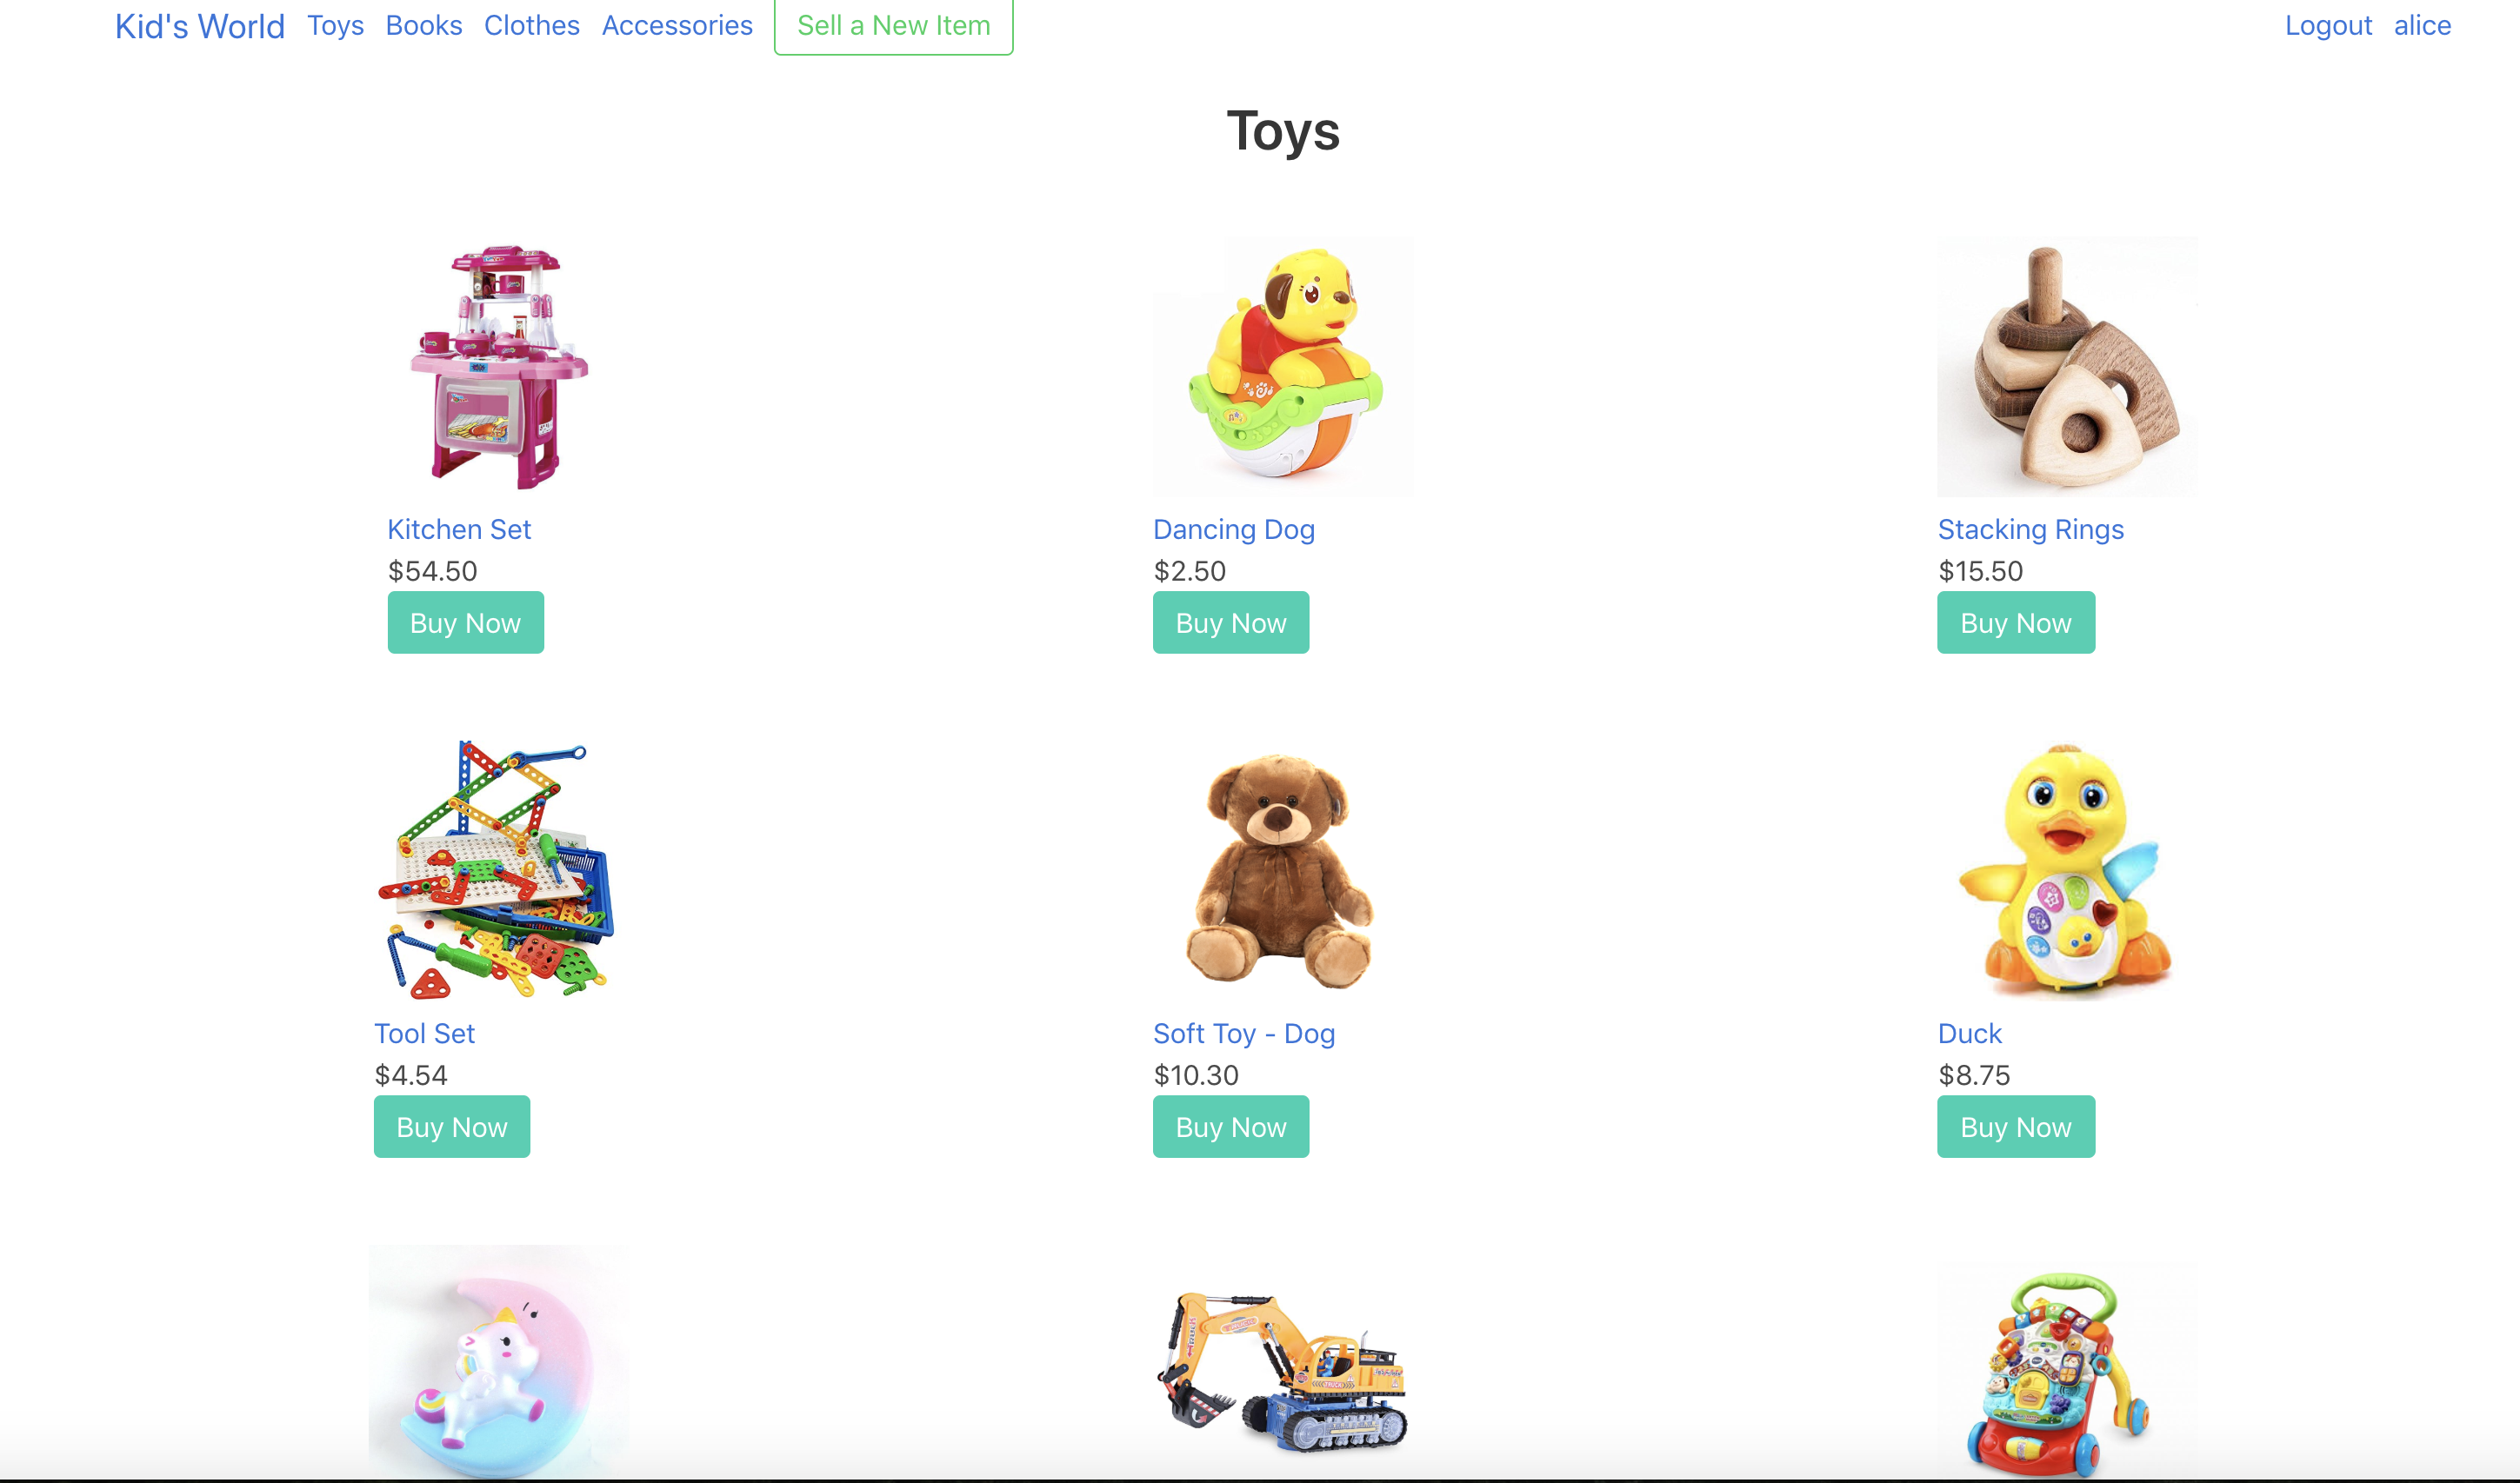 Kid's World Toys Books Clothes Accessories Sell a New Item Logout alice
Toys
Kitchen Set
$54.50
Buy Now
Dancing Dog
$2.50
Buy Now
Stacking Rings
$15.50
Buy Now
Tool Set
$4.54
Buy Now
Soft Toy - Dog
$10.30
Buy Now
Duck
$8.75
Buy Now